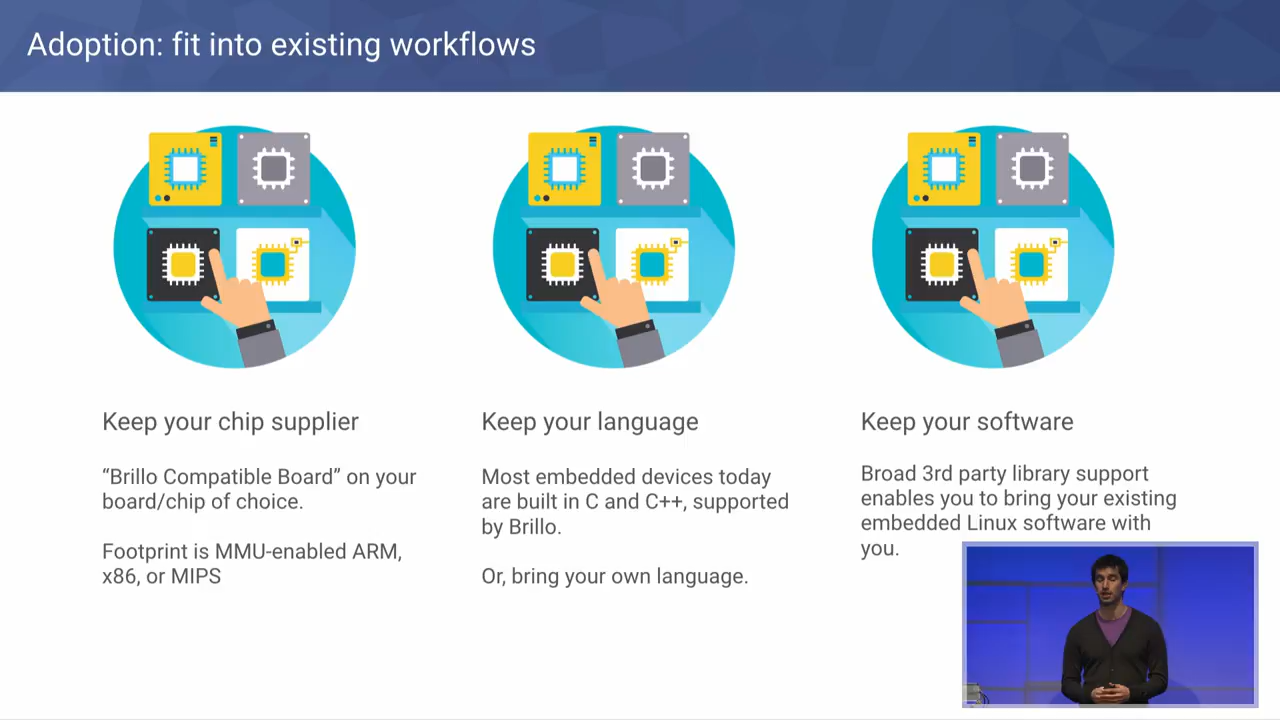 Adoption: fit into existing workflows
Keep your chip supplier
“Brillo Compatible Board” on your
board/chip of choice.
Footprint is MMU-enabled ARM,
x86, or MIPS
Keep your language
Most embedded devices today
are built in C and C++, supported
by Brillo.
Or, bring your own language.
Keep your software
Broad 3rd party library support
enables you to bring your existing
embedded Linux software with
you.